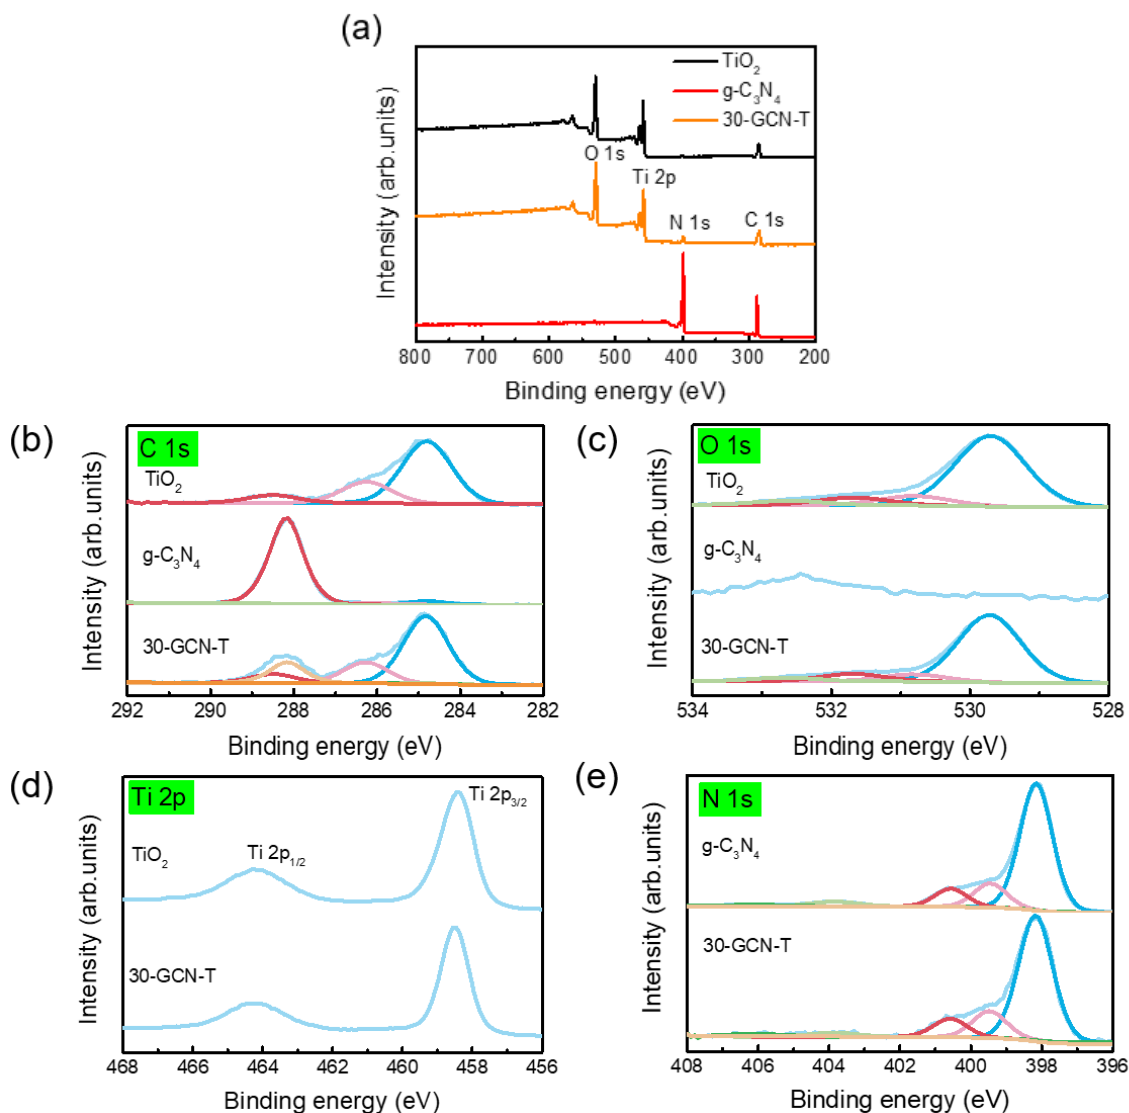 (a)
TiO2
g-C3N4
30-GCN-T
O 1s
Ti 2p
N 1s
C 1s
Intensity (arb.units)
800 700 600 500 400 300 200
Binding energy (eV)
(b)
C 1s
TiO2
g-C3N4
30-GCN-T
Intensity (arb.units)
292 290 288 286 284 282
Binding energy (eV)
(c)
O 1s
TiO2
g-C3N4
30-GCN-T
Intensity (arb.units)
534 532 530 528
Binding energy (eV)
(d)
Ti 2p
Ti 2p3/2
Ti 2p1/2
TiO2
30-GCN-T
Intensity (arb.units)
468 466 464 462 460 458 456
Binding energy (eV)
(e)
N 1s
g-C3N4
30-GCN-T
Intensity (arb.units)
408 406 404 402 400 398 396
Binding energy (eV)